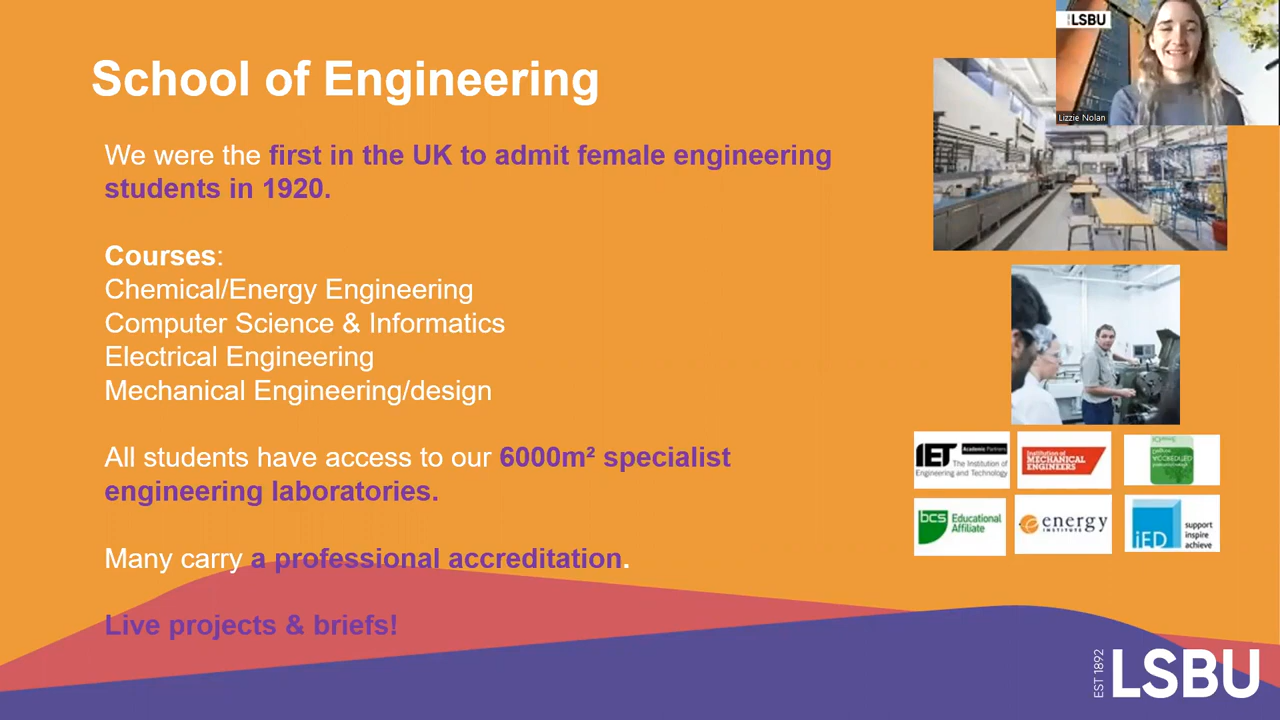 School of Engineering
We were the first in the UK to admit female engineering
students in 1920.
Courses:
Chemical/Energy Engineering
Computer Science & Informatics
Electrical Engineering
Mechanical Engineering/design
All students have access to our 6000m² specialist
engineering laboratories.
Many carry a professional accreditation.
Live projects & briefs!
LSBU
Lizzie Nolan
IET Academic Partners
The Institution of
Engineering and Technology
Institution of
MECHANICAL
ENGINEERS
ACCREDITED
bcs Educational
Affiliate
energy
INSTITUTE
iED support
inspire
achieve
EST 1892 LSBU